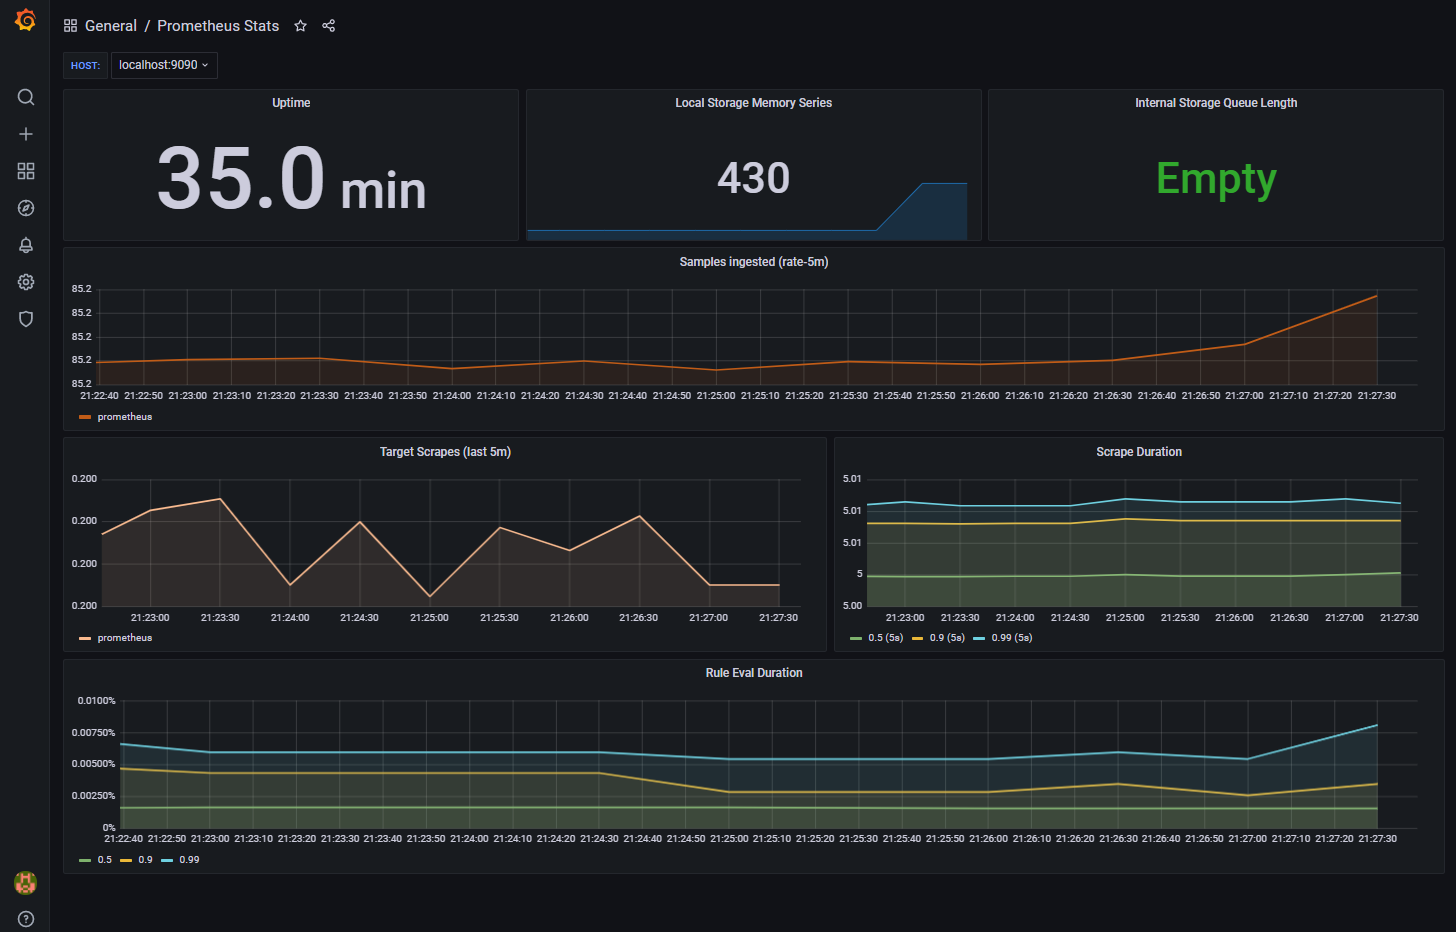 General / Prometheus Stats
HOST: localhost:9090
Uptime
35.0 min
Local Storage Memory Series
430
Internal Storage Queue Length
Empty
Samples ingested (rate-5m)
85.2
85.2
85.2
85.2
85.2
21:22:40 21:22:50 21:23:00 21:23:10 21:23:20 21:23:30 21:23:40 21:23:50 21:24:00 21:24:10 21:24:20 21:24:30 21:24:40 21:24:50 21:25:00 21:25:10 21:25:20 21:25:30 21:25:40 21:25:50 21:26:00 21:26:10 21:26:20 21:26:30 21:26:40 21:26:50 21:27:00 21:27:10 21:27:20 21:27:30
prometheus
Target Scrapes (last 5m)
0.200
0.200
0.200
0.200
21:23:00 21:23:30 21:24:00 21:24:30 21:25:00 21:25:30 21:26:00 21:26:30 21:27:00 21:27:30
prometheus
Scrape Duration
5.01
5.01
5.01
5
5.00
21:23:00 21:23:30 21:24:00 21:24:30 21:25:00 21:25:30 21:26:00 21:26:30 21:27:00 21:27:30
0.5 (5s) 0.9 (5s) 0.99 (5s)
Rule Eval Duration
0.0100%
0.00750%
0.00500%
0.00250%
0%
21:22:40 21:22:50 21:23:00 21:23:10 21:23:20 21:23:30 21:23:40 21:23:50 21:24:00 21:24:10 21:24:20 21:24:30 21:24:40 21:24:50 21:25:00 21:25:10 21:25:20 21:25:30 21:25:40 21:25:50 21:26:00 21:26:10 21:26:20 21:26:30 21:26:40 21:26:50 21:27:00 21:27:10 21:27:20 21:27:30
0.5 0.9 0.99